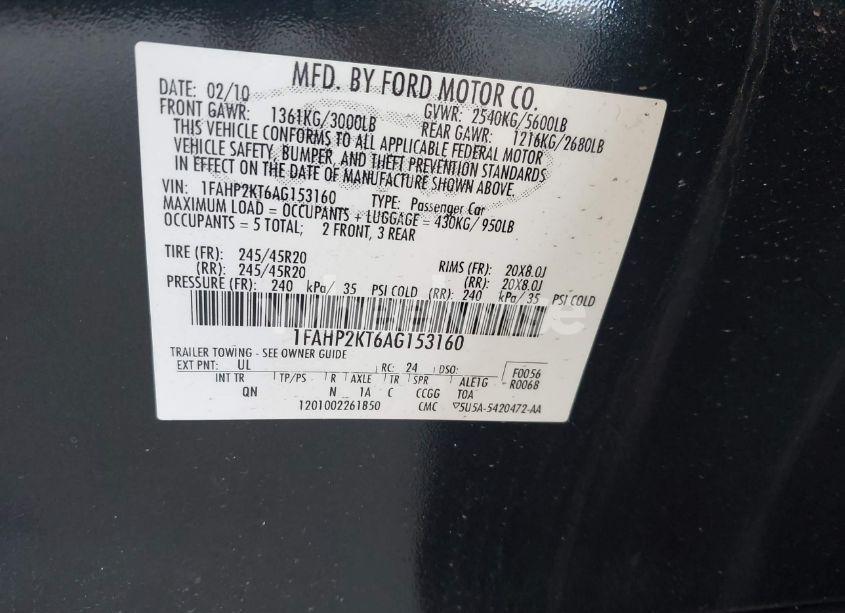 MFD. BY FORD MOTOR CO.
DATE: 02/10 GVWR: 2540KG/5600LB
FRONT GAWR: 1361KG/3000LB REAR GAWR: 1216KG/2680LB
THIS VEHICLE CONFORMS TO ALL APPLICABLE FEDERAL MOTOR
VEHICLE SAFETY, BUMPER, AND THEFT PREVENTION STANDARDS
IN EFFECT ON THE DATE OF MANUFACTURE SHOWN ABOVE.
VIN: 1FAHP2KT6AG153160 TYPE: Passenger Car
MAXIMUM LOAD = OCCUPANTS + LUGGAGE = 430KG/ 950LB
OCCUPANTS = 5 TOTAL; 2 FRONT, 3 REAR
TIRE (FR): 245/45R20 RIMS (FR): 20X8.0J
(RR): 245/45R20 (RR): 20X8.0J
PRESSURE (FR): 240 kPa/ 35 PSI COLD (RR): 240 kPa/ 35 PSI COLD
1FAHP2KT6AG153160
TRAILER TOWING - SEE OWNER GUIDE
EXT PNT: UL RC: 24 DSO: F0056
INT TR TP/PS R AXLE TR SPR ALE1G R0068
QN N 1A C CCGG TOA
1201002261B50 CMC ▽5U5A-5420472-AA